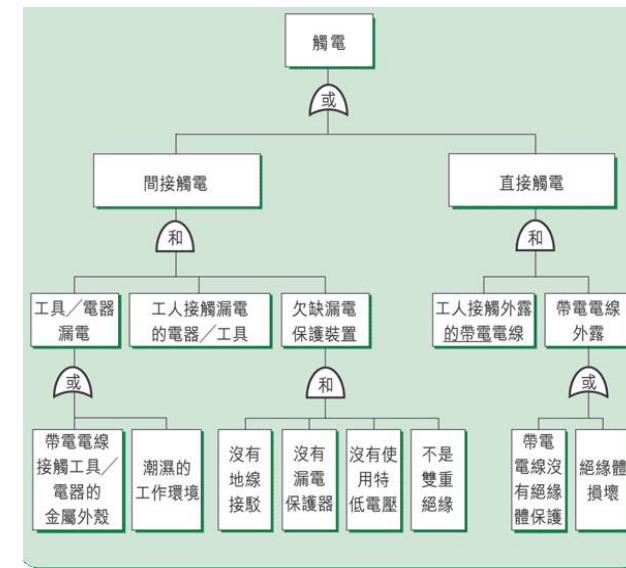 觸電
或
間接觸電
直接觸電
和
和
工具／電器
漏電
工人接觸漏電
的電器／工具
欠缺漏電
保護裝置
工人接觸外露
的帶電電線
帶電電線
外露
或
和
或
帶電電線
接觸工具／
電器的
金屬外殼
潮濕的
工作環境
沒有
地線
接駁
沒有
漏電
保護器
沒有使
用特
低電壓
不是
雙重
絕緣
帶電
電線沒
有絕緣
體保護
絕緣體
損壞